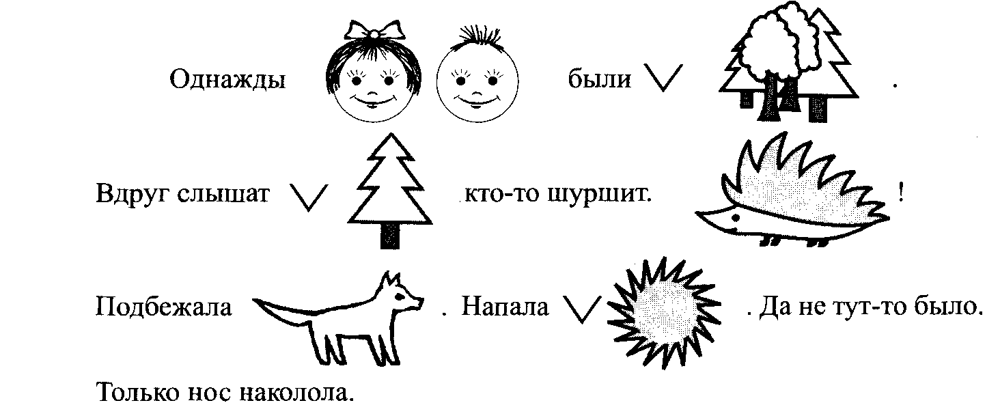 Однажды были .
Вдруг слышат кто-то шуршит. !
Подбежала . Напала . Да не тут-то было.
Только нос наколола.